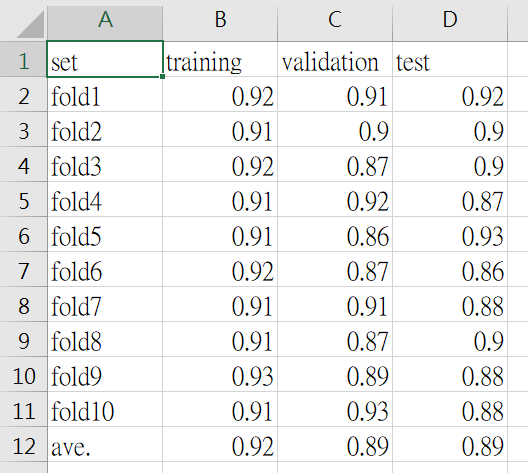 A B C D
1 set training validation test
2 fold1 0.92 0.91 0.92
3 fold2 0.91 0.9 0.9
4 fold3 0.92 0.87 0.9
5 fold4 0.91 0.92 0.87
6 fold5 0.91 0.86 0.93
7 fold6 0.92 0.87 0.86
8 fold7 0.91 0.91 0.88
9 fold8 0.91 0.87 0.9
10 fold9 0.93 0.89 0.88
11 fold10 0.91 0.93 0.88
12 ave. 0.92 0.89 0.89